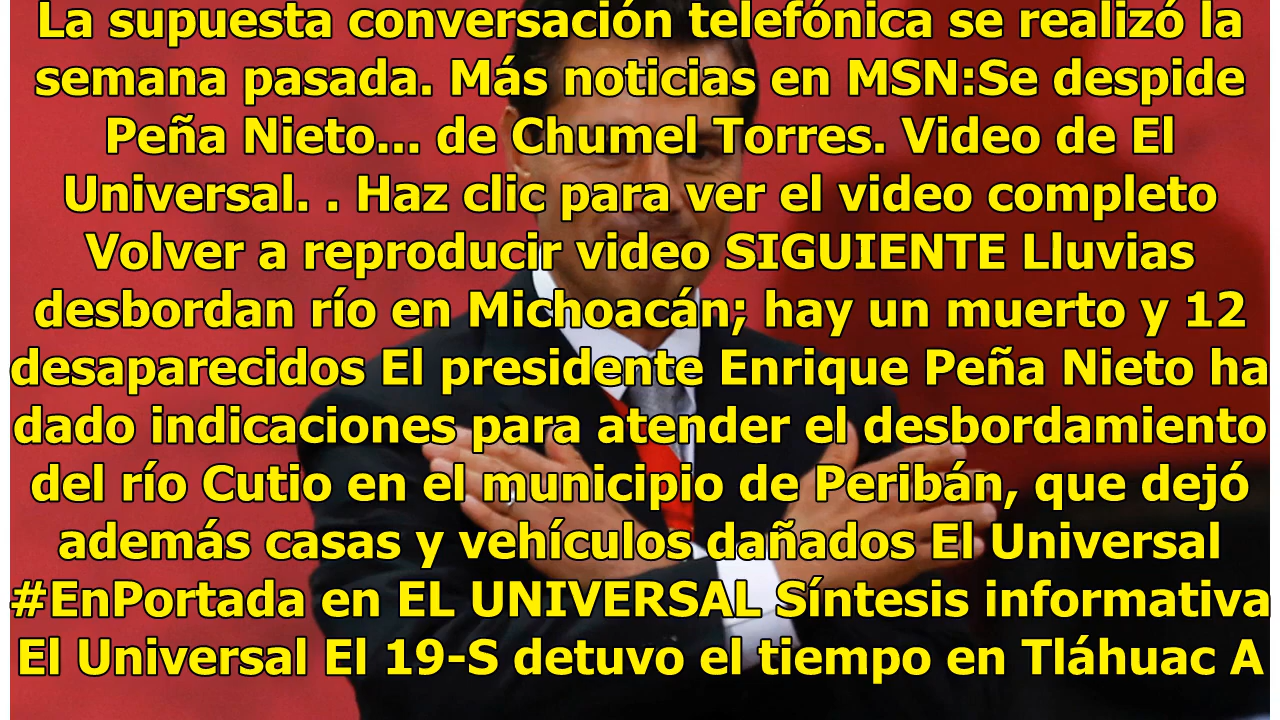 La supuesta conversación telefónica se realizó la
semana pasada. Más noticias en MSN:Se despide
Peña Nieto... de Chumel Torres. Video de El
Universal. . Haz clic para ver el video completo
Volver a reproducir video SIGUIENTE Lluvias
desbordan río en Michoacán; hay un muerto y 12
desaparecidos El presidente Enrique Peña Nieto ha
dado indicaciones para atender el desbordamiento
del río Cutio en el municipio de Peribán, que dejó
además casas y vehículos dañados El Universal
#EnPortada en EL UNIVERSAL Síntesis informativa
El Universal El 19-S detuvo el tiempo en Tláhuac A